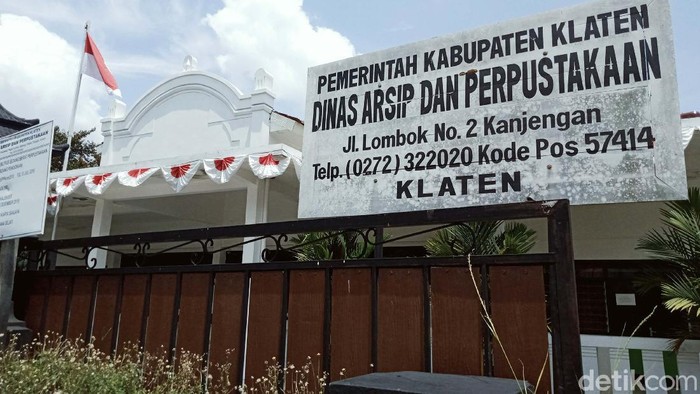 PEMERINTAH KABUPATEN KLATEN
DINAS ARSIP DAN PERPUSTAKAAN
Jl. Lombok No. 2 Kanjengan
Telp. (0272) 322020 Kode Pos 57414
KLATEN
detikcom